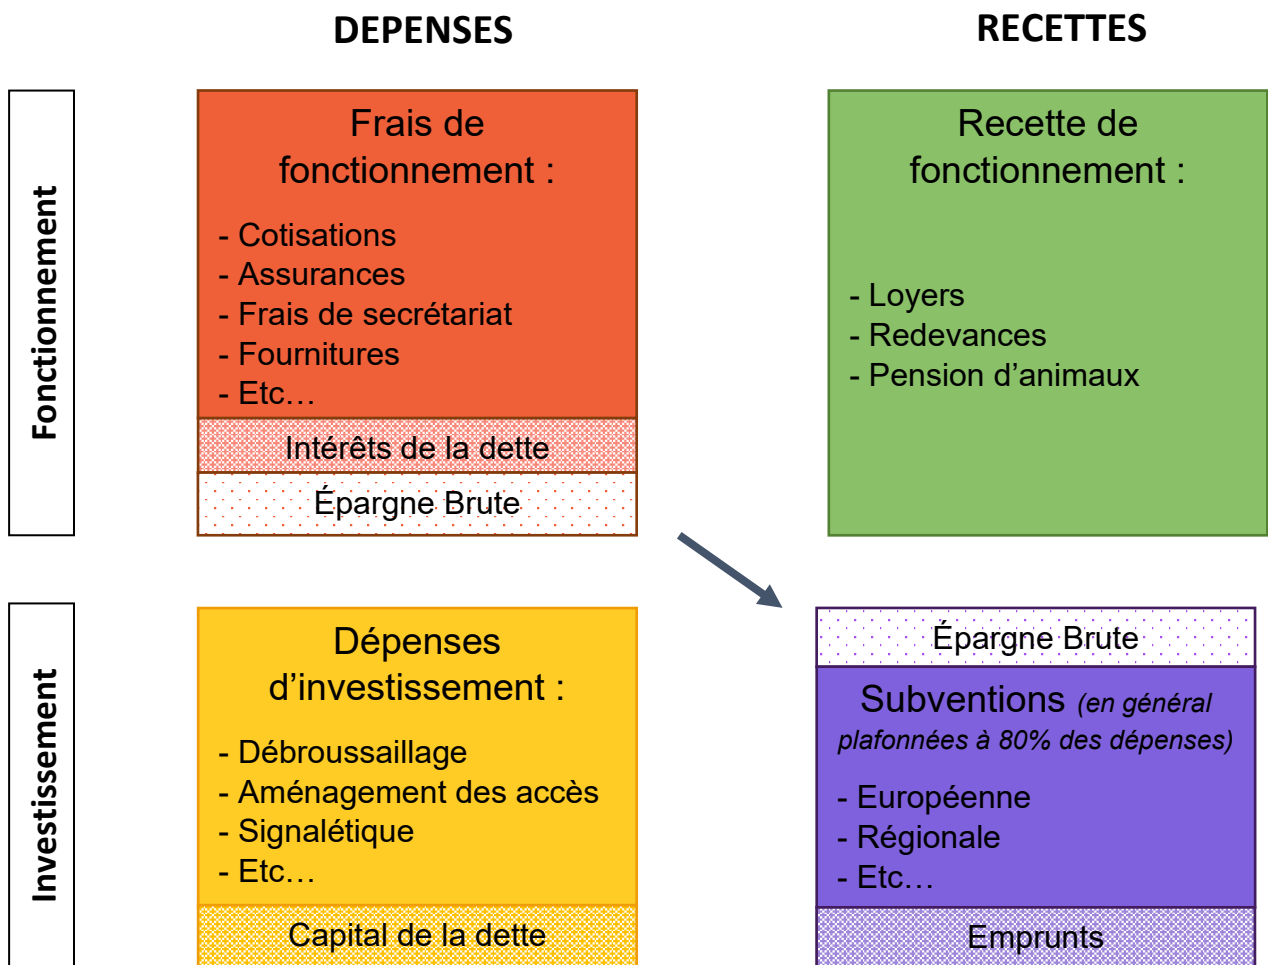 DEPENSES
RECETTES
Fonctionnement
Frais de
fonctionnement :
- Cotisations
- Assurances
- Frais de secrétariat
- Fournitures
- Etc…
Intérêts de la dette
Épargne Brute
Recette de
fonctionnement :
- Loyers
- Redevances
- Pension d’animaux
Investissement
Dépenses
d’investissement :
- Débroussaillage
- Aménagement des accès
- Signalétique
- Etc…
Capital de la dette
Épargne Brute
Subventions (en général
plafonnées à 80% des dépenses)
- Européenne
- Régionale
- Etc…
Emprunts